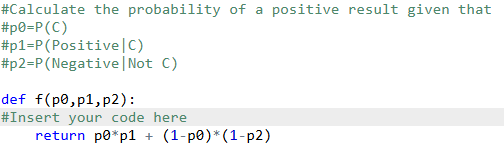 #Calculate the probability of a positive result given that
#p0=P(C)
#p1=P(Positive|C)
#p2=P(Negative|Not C)
def f(p0,p1,p2):
#Insert your code here
    return p0*p1 + (1-p0)*(1-p2)